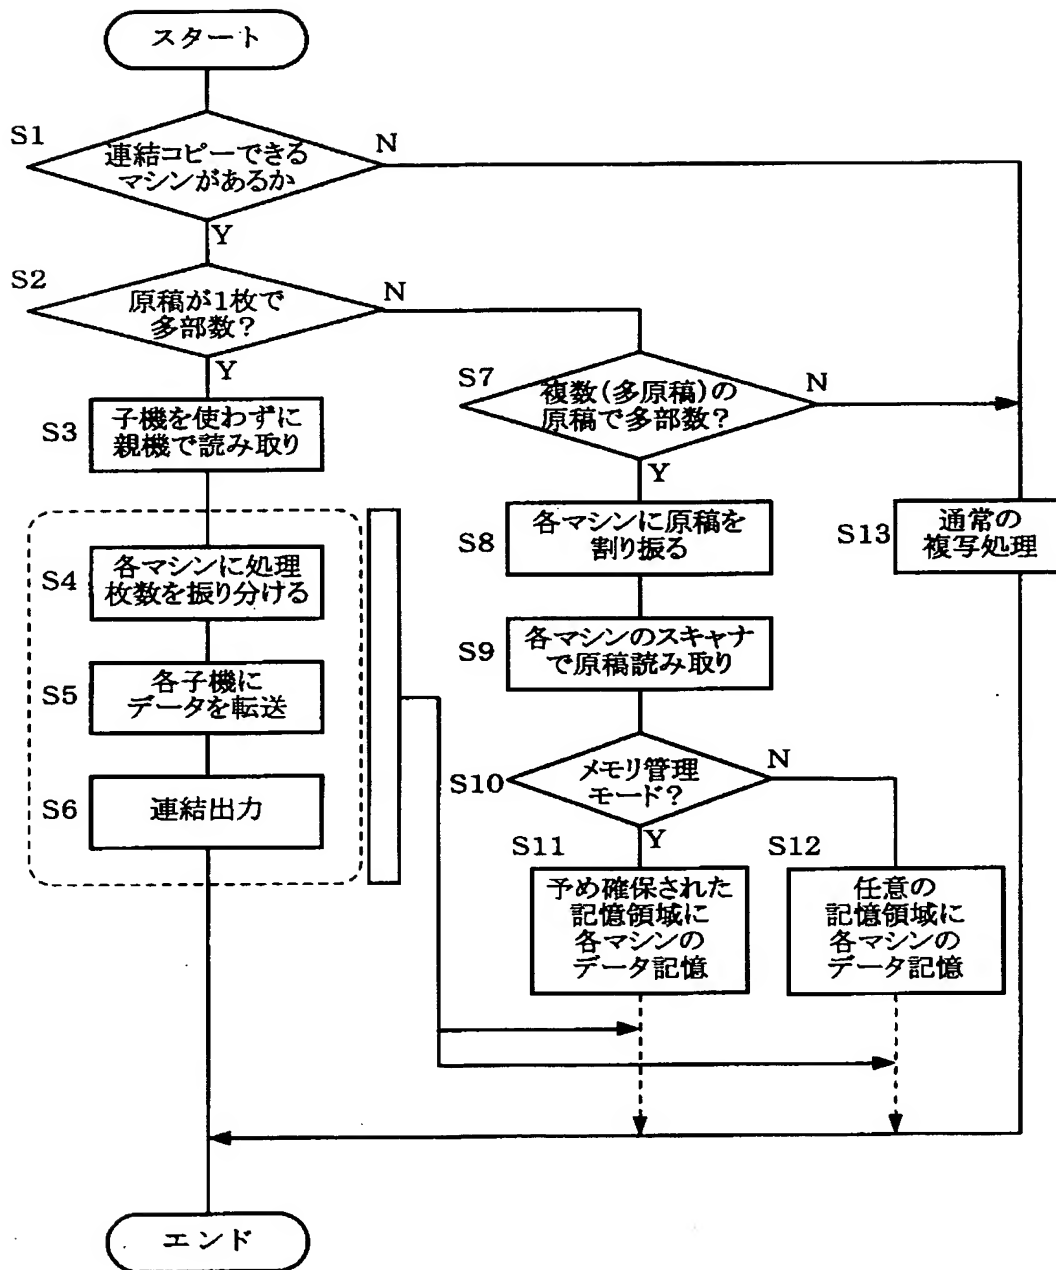 スタート
S1
連結コピーできる
マシンがあるか
N
Y
S2
原稿が1枚で
多部数?
N
Y
S3
子機を使わずに
親機で読み取り
S4
各マシンに処理
枚数を振り分ける
S5
各子機に
データを転送
S6
連結出力
S7
複数(多原稿)の
原稿で多部数?
N
Y
S8
各マシンに原稿を
割り振る
S9
各マシンのスキャナ
で原稿読み取り
S10
メモリ管理
モード?
N
Y
S11
予め確保された
記憶領域に
各マシンの
データ記憶
S12
任意の
記憶領域に
各マシンの
データ記憶
S13
通常の
複写処理
エンド